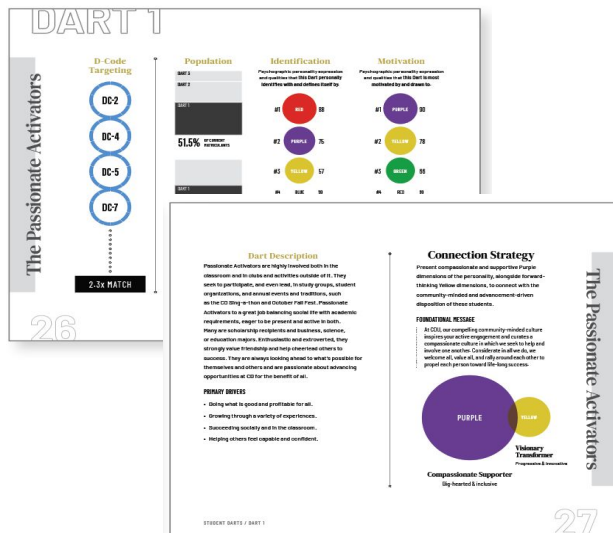 DART 1
The Passionate Activators
D-Code
Targeting
DC-2
DC-4
DC-5
DC-7
2-3x MATCH
26
Population
DART 3
DART 2
DART 1
51.5% OF CURRENT
MATRICULANTS
DART 1
Identification
Psychographic personality expression
and qualities that this Dart personally
identifies with and defines itself by.
#1 RED 88
#2 PURPLE 75
#3 YELLOW 57
#4 BLUE
Motivation
Psychographic personality expression
and qualities that this Dart is most
motivated by and drawn to.
#1 PURPLE 90
#2 YELLOW 78
#3 GREEN 59
#4 RED
Dart Description
Passionate Activators are highly involved both in the
classroom and in clubs and activities outside of it. They
seek to participate, and even lead, in study groups, student
organizations, and annual events and traditions, such
as the CO Sing-a-thon and October Fall Fest. Passionate
Activators to a great job balancing social life with academic
requirements, eager to be present and active in both.
Many are scholarship recipients and business, science,
or education majors. Enthusiastic and extroverted, they
strongly value friendship and help cheerlead others to
success. They are always looking ahead to what's possible for
themselves and others and are passionate about advancing
opportunities at CO for the benefit of all.
PRIMARY DRIVERS
• Doing what is good and profitable for all.
• Growing through a variety of experiences.
• Succeeding socially and in the classroom.
• Helping others feel capable and confident.
STUDENT DARTS / DART 1
Connection Strategy
Present compassionate and supportive Purple
dimensions of the personality, alongside forward-
thinking Yellow dimensions, to connect with the
community-minded and advancement-driven
disposition of these students.
FOUNDATIONAL MESSAGE
At COU, our compelling community-minded culture
inspires your active engagement and curates a
compassionate culture in which we seek to help and
involve one another. Considerate in all we do, we
welcome all, value all, and rally around each other to
propel each person toward life-long success.
PURPLE
YELLOW
Visionary
Transformer
Progressive & Innovative
Compassionate Supporter
Big-hearted & inclusive
The Passionate Activators
27